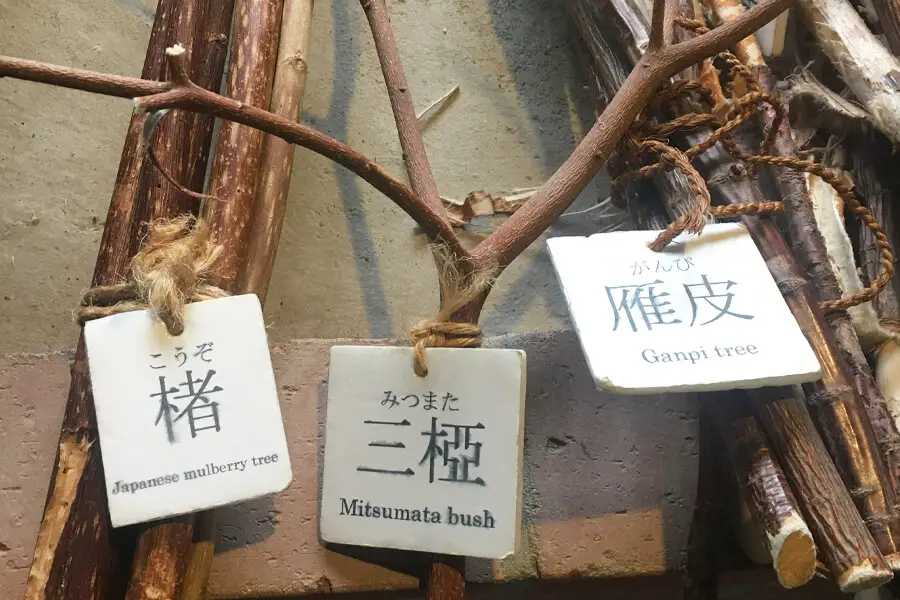 こうぞ
楮
Japanese mulberry tree
みつまた
三椏
Mitsumata bush
がんぴ
雁皮
Ganpi tree